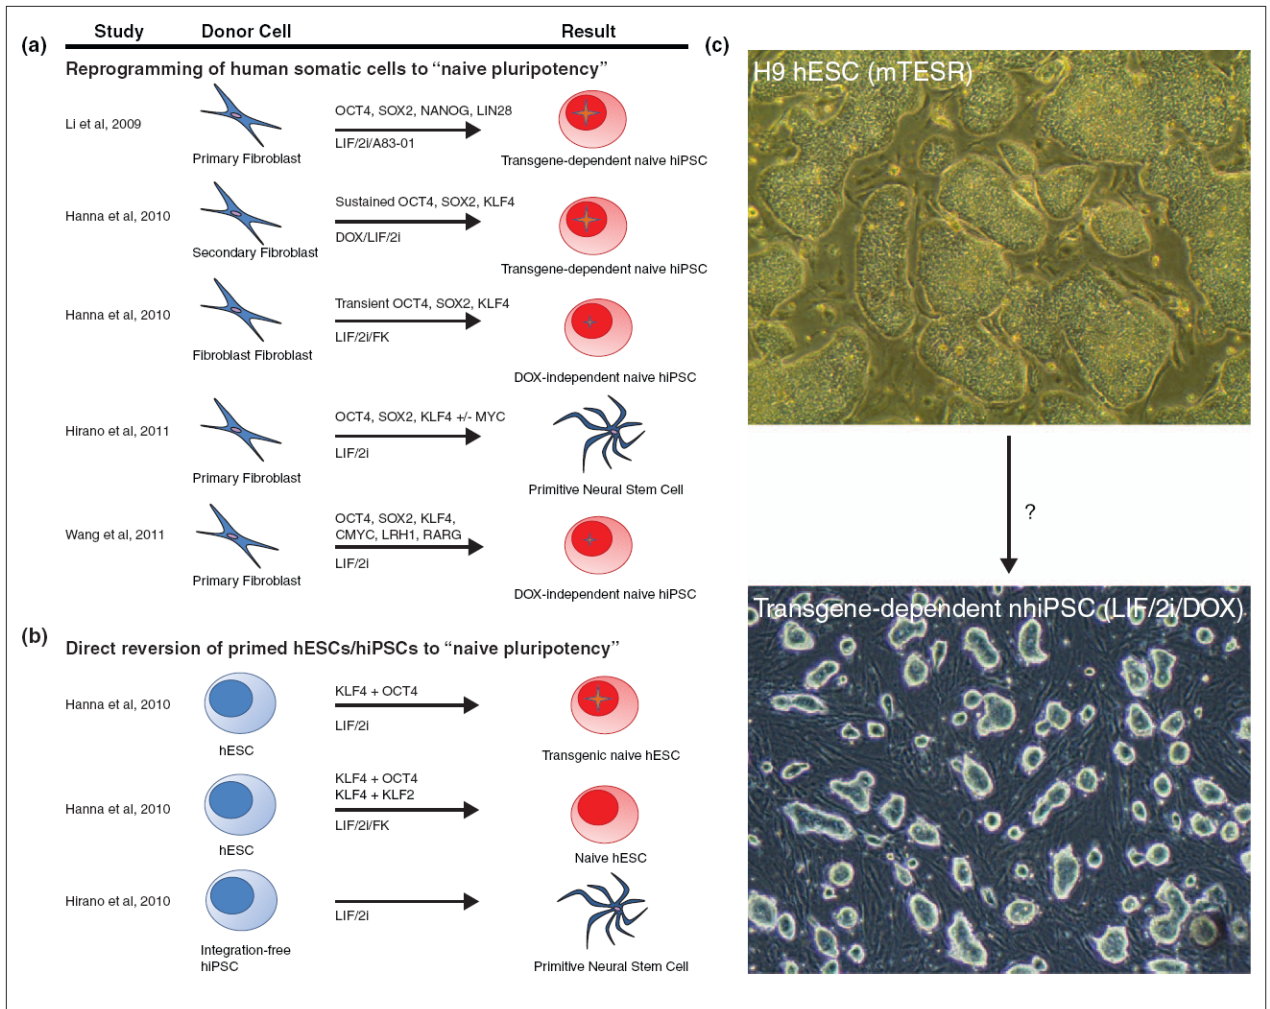 Study Donor Cell Result
(a)
Reprogramming of human somatic cells to “naive pluripotency”
Li et al, 2009
Primary Fibroblast
OCT4, SOX2, NANOG, LIN28
LIF/2i/A83-01
Transgene-dependent naive hiPSC
Hanna et al, 2010
Secondary Fibroblast
Sustained OCT4, SOX2, KLF4
DOX/LIF/2i
Transgene-dependent naive hiPSC
Hanna et al, 2010
Fibroblast Fibroblast
Transient OCT4, SOX2, KLF4
LIF/2i/FK
DOX-independent naive hiPSC
Hirano et al, 2011
Primary Fibroblast
OCT4, SOX2, KLF4 +/- MYC
LIF/2i
Primitive Neural Stem Cell
Wang et al, 2011
Primary Fibroblast
OCT4, SOX2, KLF4,
CMYC, LRH1, RARG
LIF/2i
DOX-independent naive hiPSC
(b)
Direct reversion of primed hESCs/hiPSCs to “naive pluripotency”
Hanna et al, 2010
hESC
KLF4 + OCT4
LIF/2i
Transgenic naive hESC
Hanna et al, 2010
hESC
KLF4 + OCT4
KLF4 + KLF2
LIF/2i/FK
Naive hESC
Hirano et al, 2010
Integration-free
hiPSC
LIF/2i
Primitive Neural Stem Cell
(c)
H9 hESC (mTESR)
?
Transgene-dependent nhiPSC (LIF/2i/DOX)